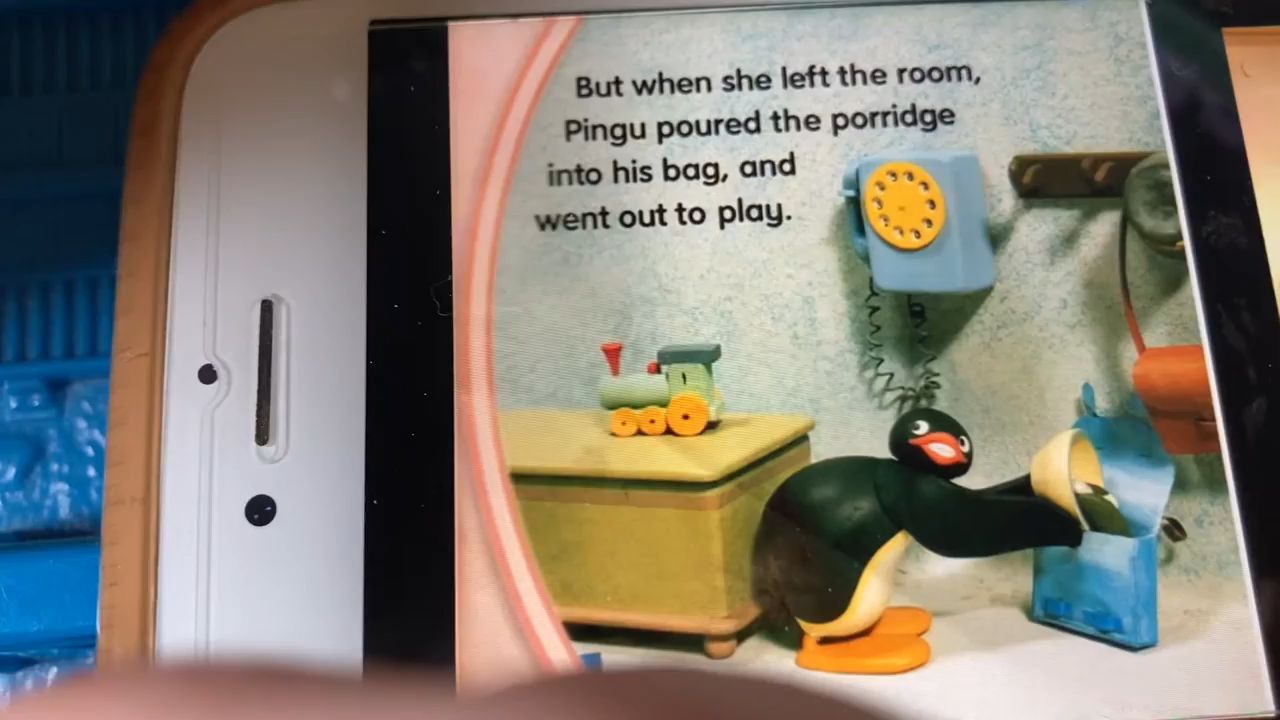 But when she left the room,
Pingu poured the porridge
into his bag, and
went out to play.